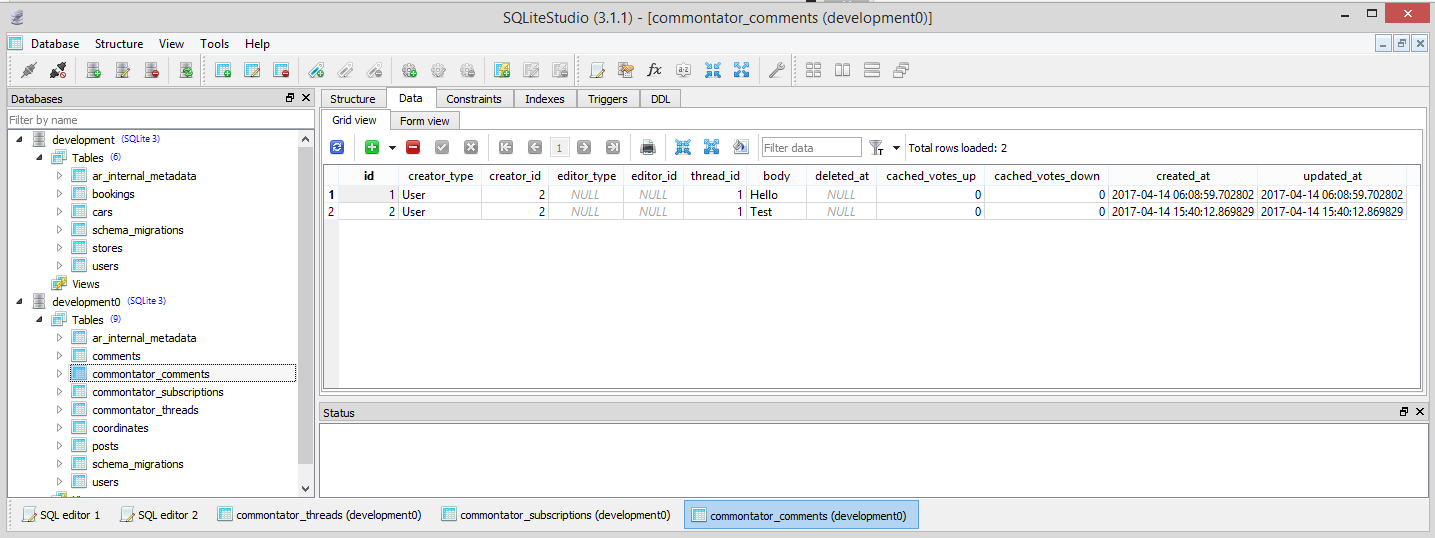 SQLiteStudio (3.1.1) - [commontator_comments (development0)]
Database Structure View Tools Help
Databases
Filter by name
development (SQLite 3)
Tables (6)
ar_internal_metadata
bookings
cars
schema_migrations
stores
users
Views
development0 (SQLite 3)
Tables (9)
ar_internal_metadata
comments
commontator_comments
commontator_subscriptions
commontator_threads
coordinates
posts
schema_migrations
users
Structure Data Constraints Indexes Triggers DDL
Grid view Form view
1 Filter data Total rows loaded: 2
id creator_type creator_id editor_type editor_id thread_id body deleted_at cached_votes_up cached_votes_down created_at updated_at
1 1 User 2 NULL NULL 1 Hello NULL 0 0 2017-04-14 06:08:59.702802 2017-04-14 06:08:59.702802
2 2 User 2 NULL NULL 1 Test NULL 0 0 2017-04-14 15:40:12.869829 2017-04-14 15:40:12.869829
Status
SQL editor 1 SQL editor 2 commontator_threads (development0) commontator_subscriptions (development0) commontator_comments (development0)